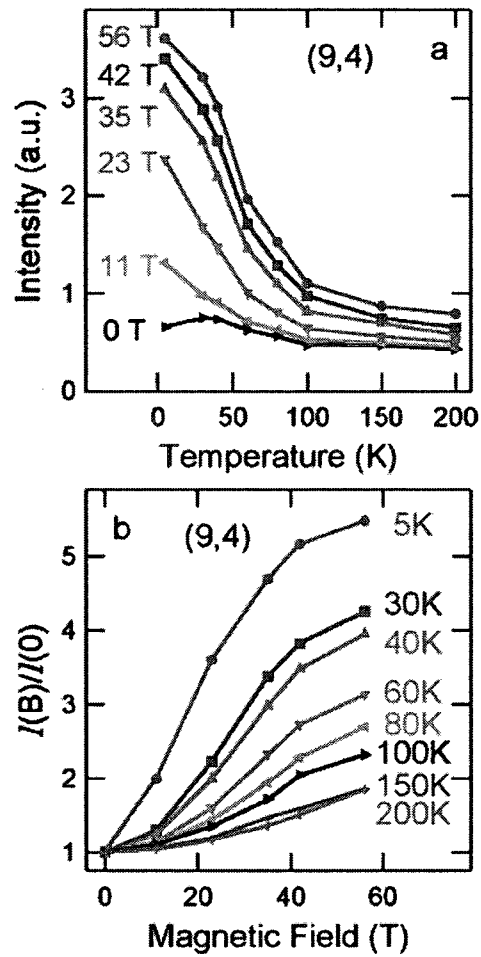 56 T
(9,4)
a
42 T
35 T
23 T
11 T
0 T
Intensity (a.u.)
3
2
1
0
0
50
100
150
200
Temperature (K)
b
(9,4)
5K
30K
40K
60K
80K
100K
150K
200K
I(B)/I(0)
5
4
3
2
1
0
20
40
60
Magnetic Field (T)